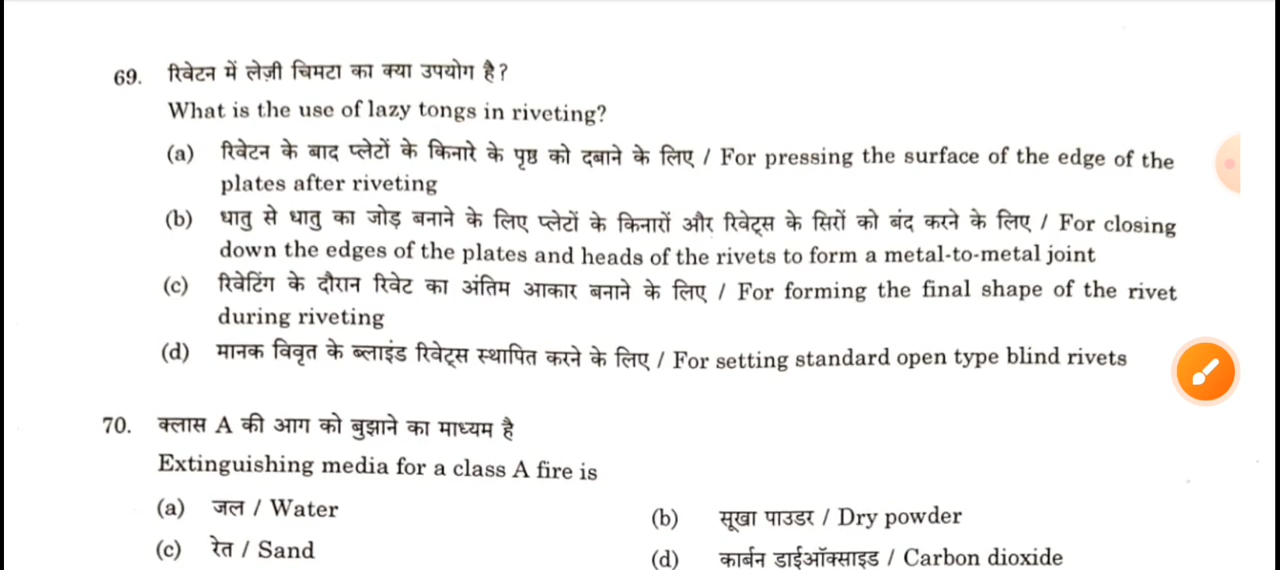 69. रिवेटन में लेज़ी चिमटा का क्या उपयोग है?
What is the use of lazy tongs in riveting?
(a) रिवेटन के बाद प्लेटों के किनारे के पृष्ठ को दबाने के लिए / For pressing the surface of the edge of the
plates after riveting
(b) धातु से धातु का जोड़ बनाने के लिए प्लेटों के किनारों और रिवेट्स के सिरों को बंद करने के लिए / For closing
down the edges of the plates and heads of the rivets to form a metal-to-metal joint
(c) रिवेटिंग के दौरान रिवेट का अंतिम आकार बनाने के लिए / For forming the final shape of the rivet
during riveting
(d) मानक विवृत के ब्लाइंड रिवेट्स स्थापित करने के लिए / For setting standard open type blind rivets
70. क्लास A की आग को बुझाने का माध्यम है
Extinguishing media for a class A fire is
(a) जल / Water
(b) सूखा पाउडर / Dry powder
(c) रेत / Sand
(d) कार्बन डाईऑक्साइड / Carbon dioxide